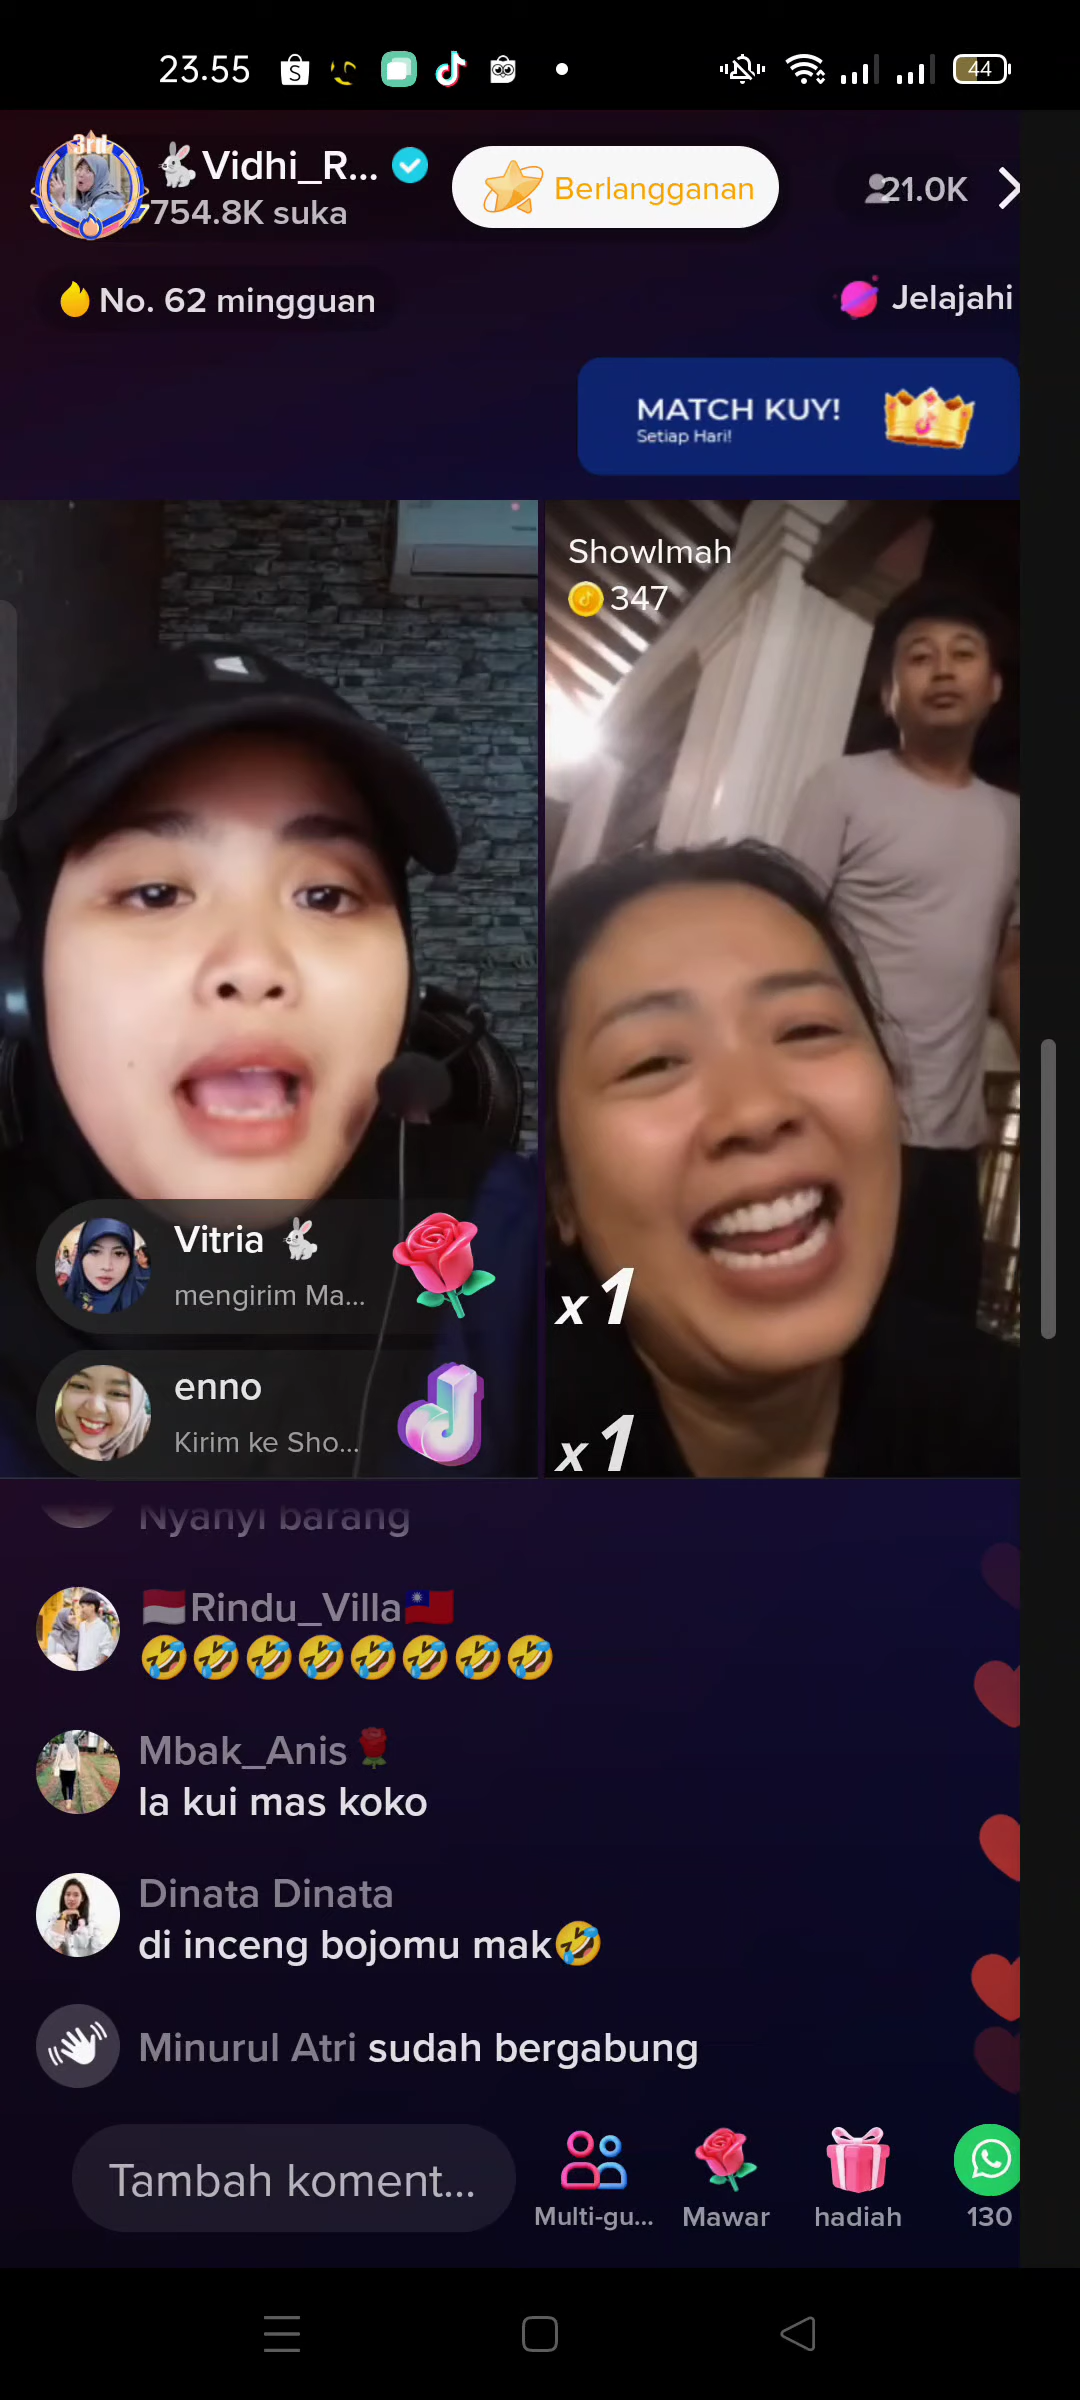 23.55
44
3rd
Vidhi_R...
754.8K suka
Berlangganan
21.0K
No. 62 mingguan
Jelajahi
MATCH KUY!
Setiap Hari!
ShowImah
347
Vitria
mengirim Ma...
x 1
enno
Kirim ke Sho...
x 1
Nyanyi barang
Rindu_Villa
Mbak_Anis
la kui mas koko
Dinata Dinata
di inceng bojomu mak
Minurul Atri sudah bergabung
Tambah koment...
Multi-gu...
Mawar
hadiah
130